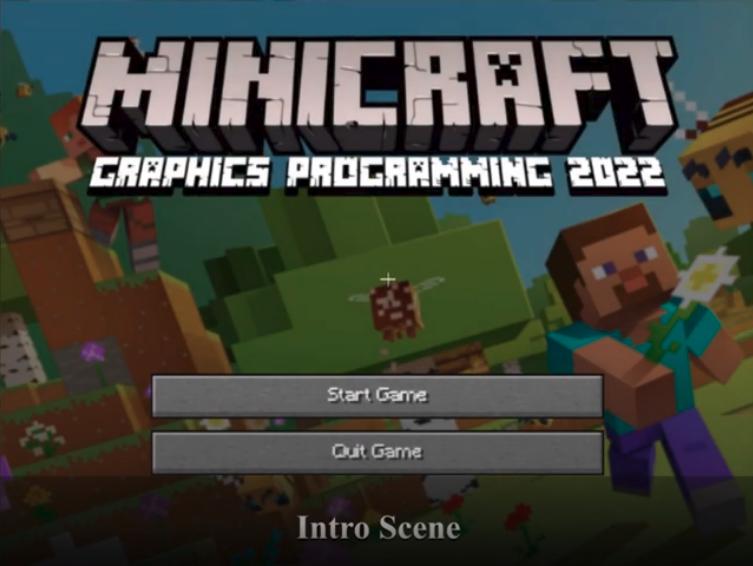 MINICRAFT
GRAPHICS PROGRAMMING 2022
Start Game
Quit Game
Intro Scene